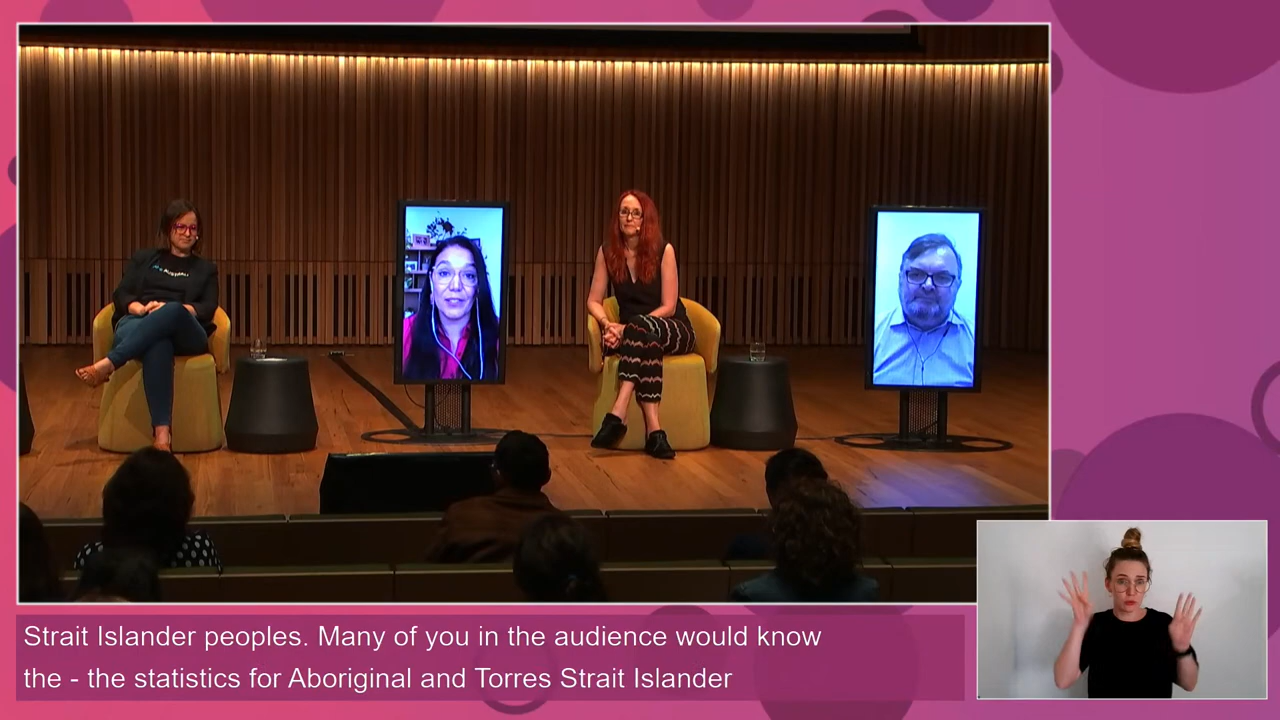 Strait Islander peoples. Many of you in the audience would know
the - the statistics for Aboriginal and Torres Strait Islander